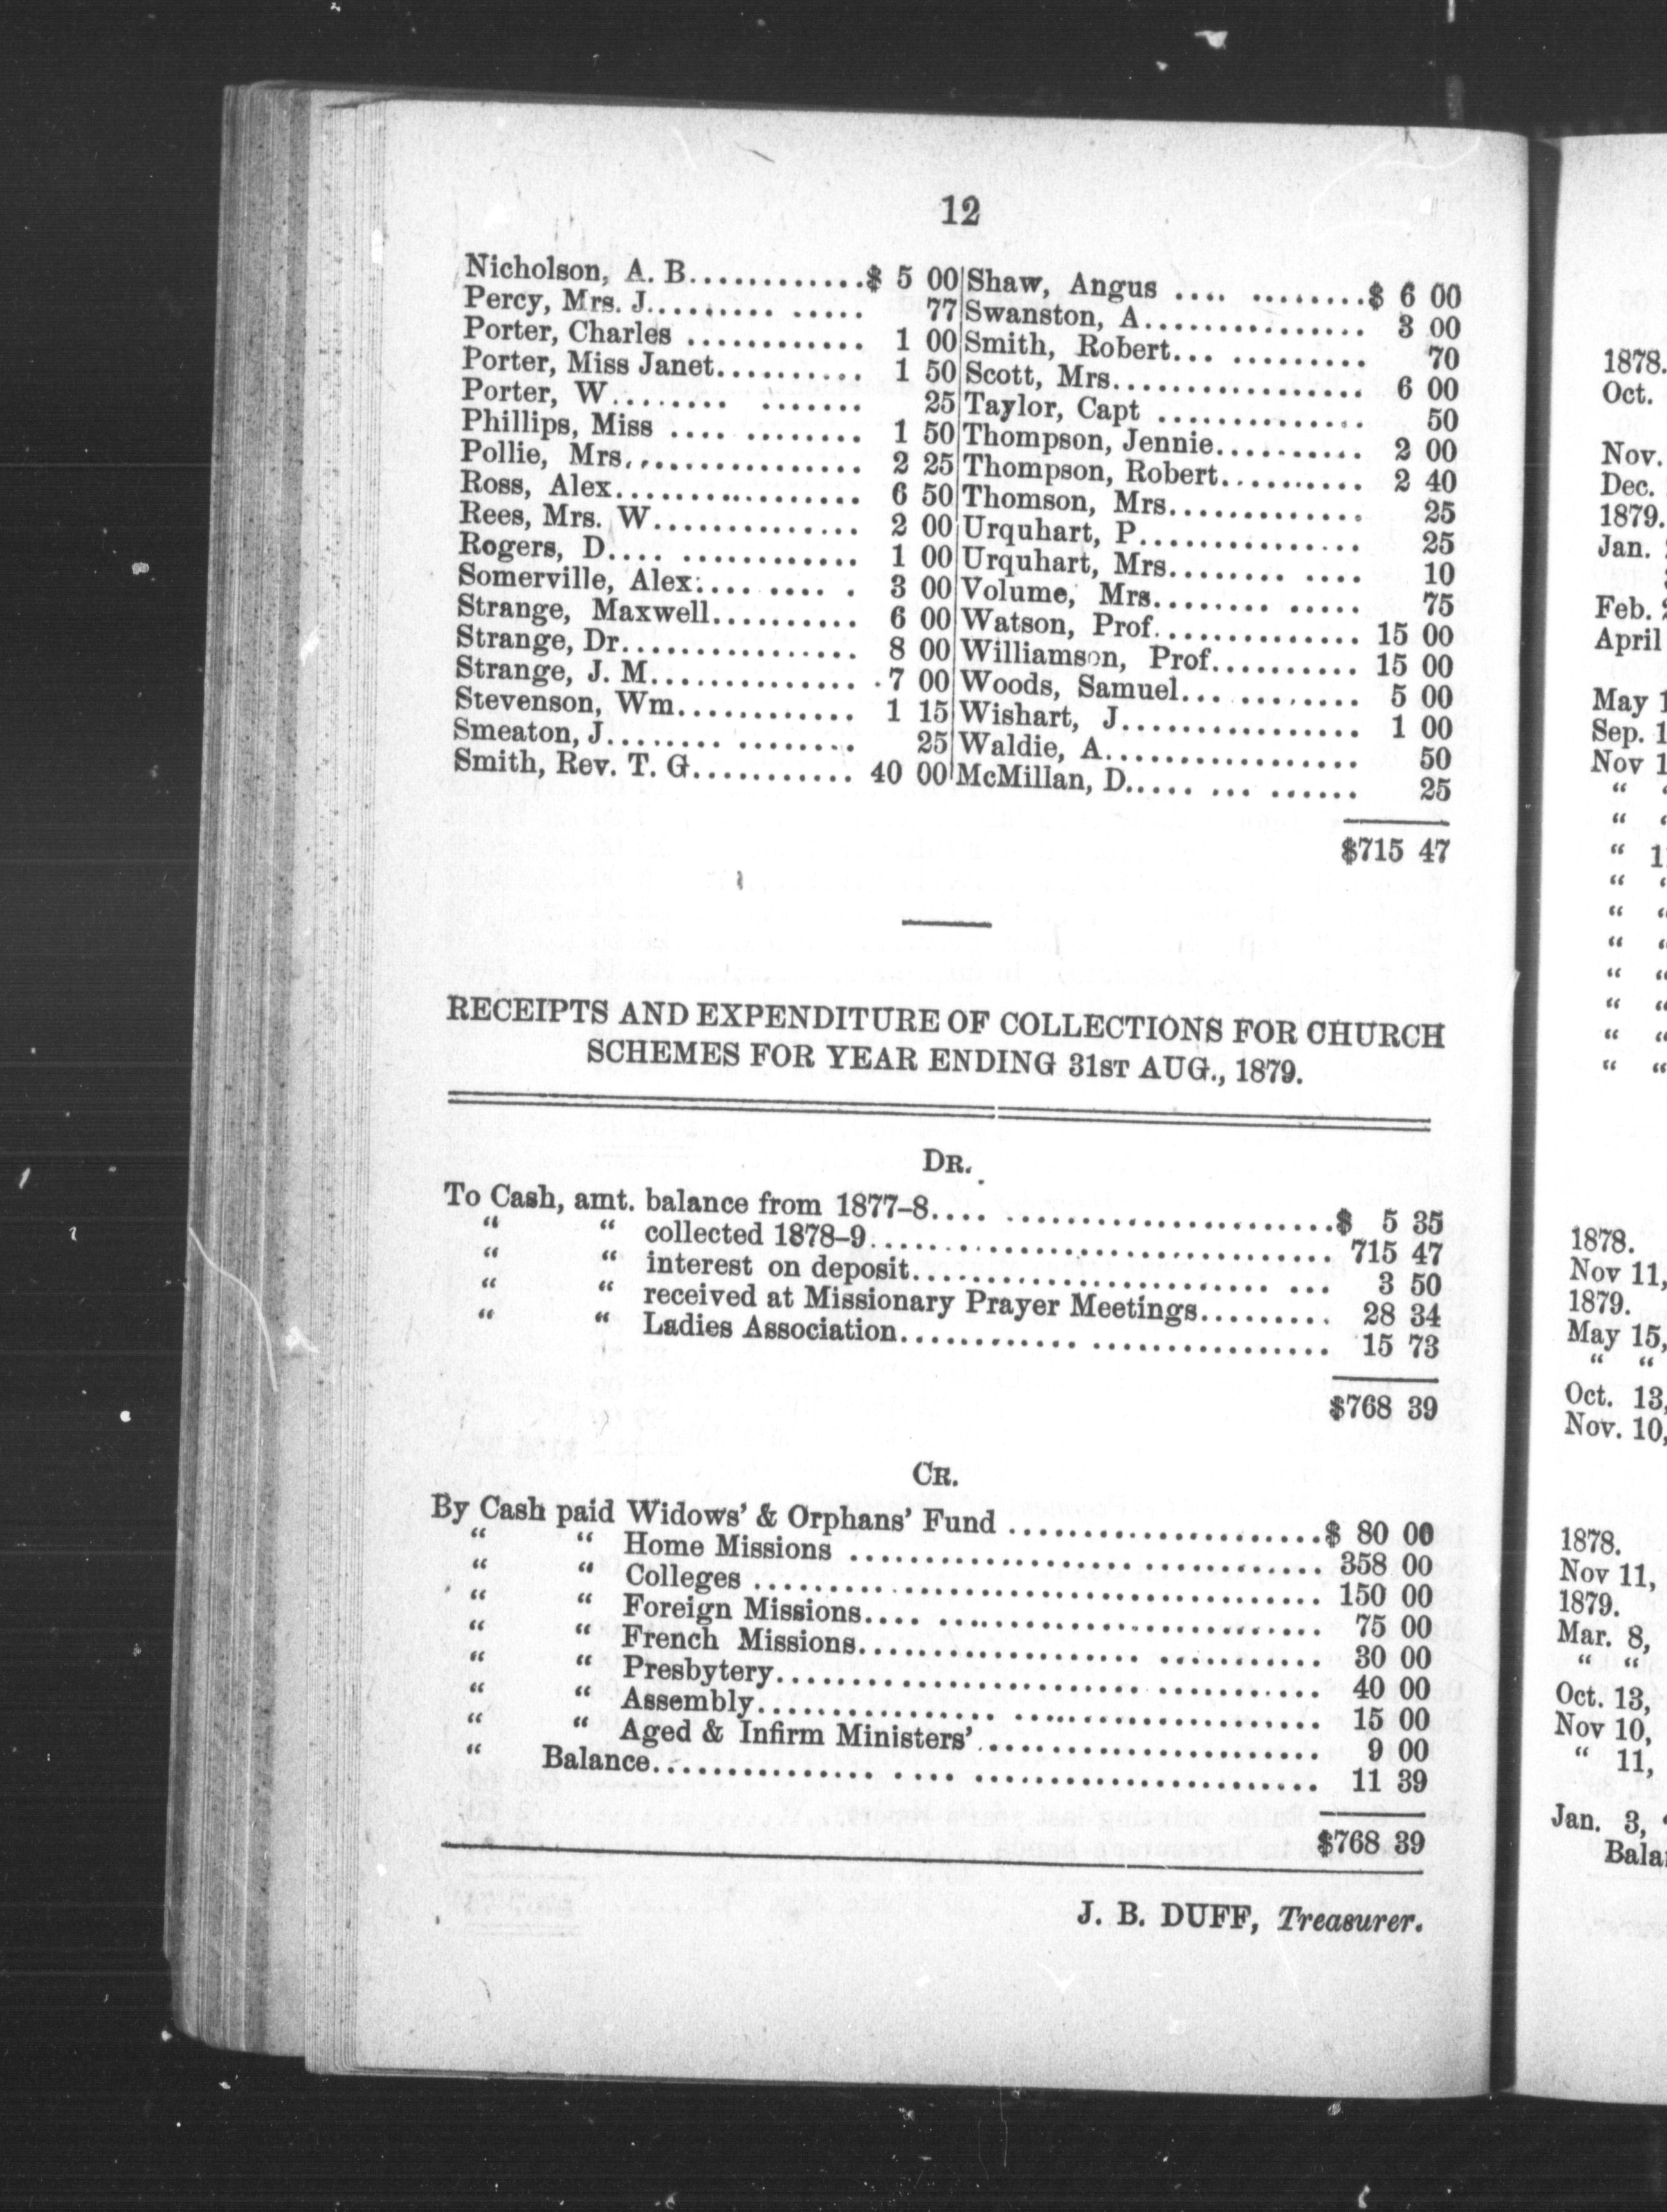 12
Nicholson, A. B.............$ 5 00
Percy, Mrs. J.......... ..... 77
Porter, Charles ............ 1 00
Porter, Miss Janet.......... 1 50
Porter, W........ ....... 25
Phillips, Miss .... ........ 1 50
Pollie, Mrs................. 2 25
Ross, Alex.................. 6 50
Rees, Mrs. W............... 2 00
Rogers, D.... ............. 1 00
Somerville, Alex..... .... . 3 00
Strange, Maxwell.......... 6 00
Strange, Dr................ 8 00
Strange, J. M.............. 7 00
Stevenson, Wm............ 1 15
Smeaton, J........ ........ 25
Smith, Rev. T. G........... 40 00
Shaw, Angus .... .........$ 6 00
Swanston, A............... 3 00
Smith, Robert... .......... 70
Scott, Mrs................. 6 00
Taylor, Capt .............. 50
Thompson, Jennie.......... 2 00
Thompson, Robert.......... 2 40
Thomson, Mrs............. 25
Urquhart, P............... 25
Urquhart, Mrs........ .... 10
Volume, Mrs........ ..... 75
Watson, Prof.............. 15 00
Williamson, Prof.......... 15 00
Woods, Samuel... ......... 5 00
Wishart, J................. 1 00
Waldie, A.................. 50
McMillan, D..... ... ...... 25
$715 47
RECEIPTS AND EXPENDITURE OF COLLECTIONS FOR CHURCH
SCHEMES FOR YEAR ENDING 31ST AUG., 1879.
DR.
To Cash, amt. balance from 1877-8.... ........................$ 5 35
“ “ collected 1878-9.................................. 715 47
“ “ interest on deposit.......................... ... 3 50
“ “ received at Missionary Prayer Meetings......... 28 34
“ “ Ladies Association............ ................ 15 73
$768 39
CR.
By Cash paid Widows' & Orphans' Fund .......................$ 80 00
“ “ Home Missions .................... ........... 358 00
“ “ Colleges ..................................... 150 00
“ “ Foreign Missions.... ......................... 75 00
“ “ French Missions................... ............ 30 00
“ “ Presbytery........................ ............ 40 00
“ “ Assembly................. ...................... 15 00
“ “ Aged & Infirm Ministers'......................... 9 00
“ Balance............... .... ......................... 11 39
$768 39
J. B. DUFF, Treasurer.
1878.
Oct.
Nov.
Dec.
1879.
Jan.
Feb.
April
May 1
Sep. 1
Nov 1
“
“
“ 1
“
“
“
“ “
“ “
“ “
“ “
1878.
Nov 11,
1879.
May 15,
“ “
Oct. 13,
Nov. 10,
1878.
Nov 11,
1879.
Mar. 8,
“ “
Oct. 13,
Nov 10,
“ 11,
Jan. 3,